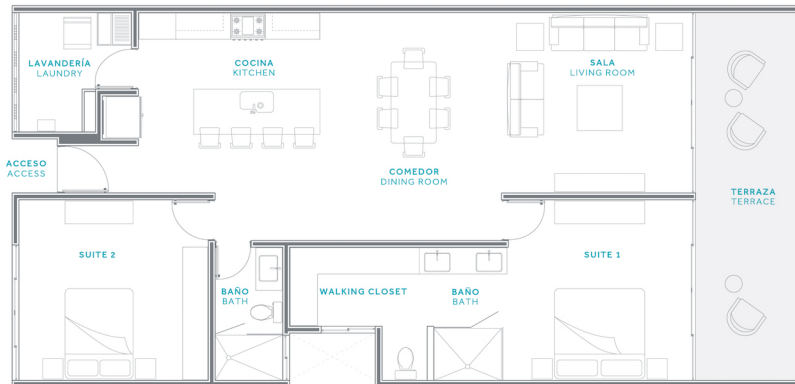 LAVANDERÍA
LAUNDRY
COCINA
KITCHEN
SALA
LIVING ROOM
ACCESO
ACCESS
COMEDOR
DINING ROOM
TERRAZA
TERRACE
SUITE 2
BAÑO
BATH
WALKING CLOSET
BAÑO
BATH
SUITE 1